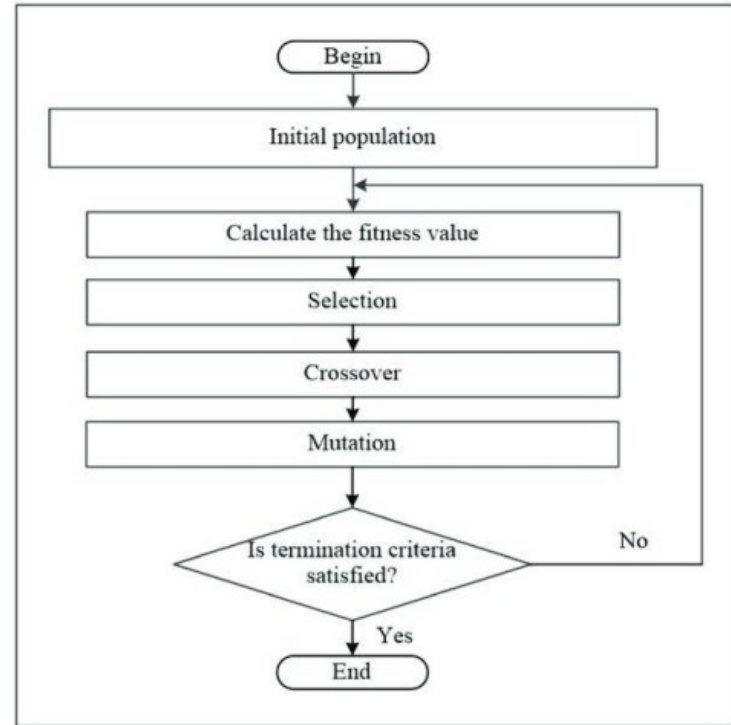 Begin
Initial population
Calculate the fitness value
Selection
Crossover
Mutation
Is termination criteria
satisfied?
No
Yes
End